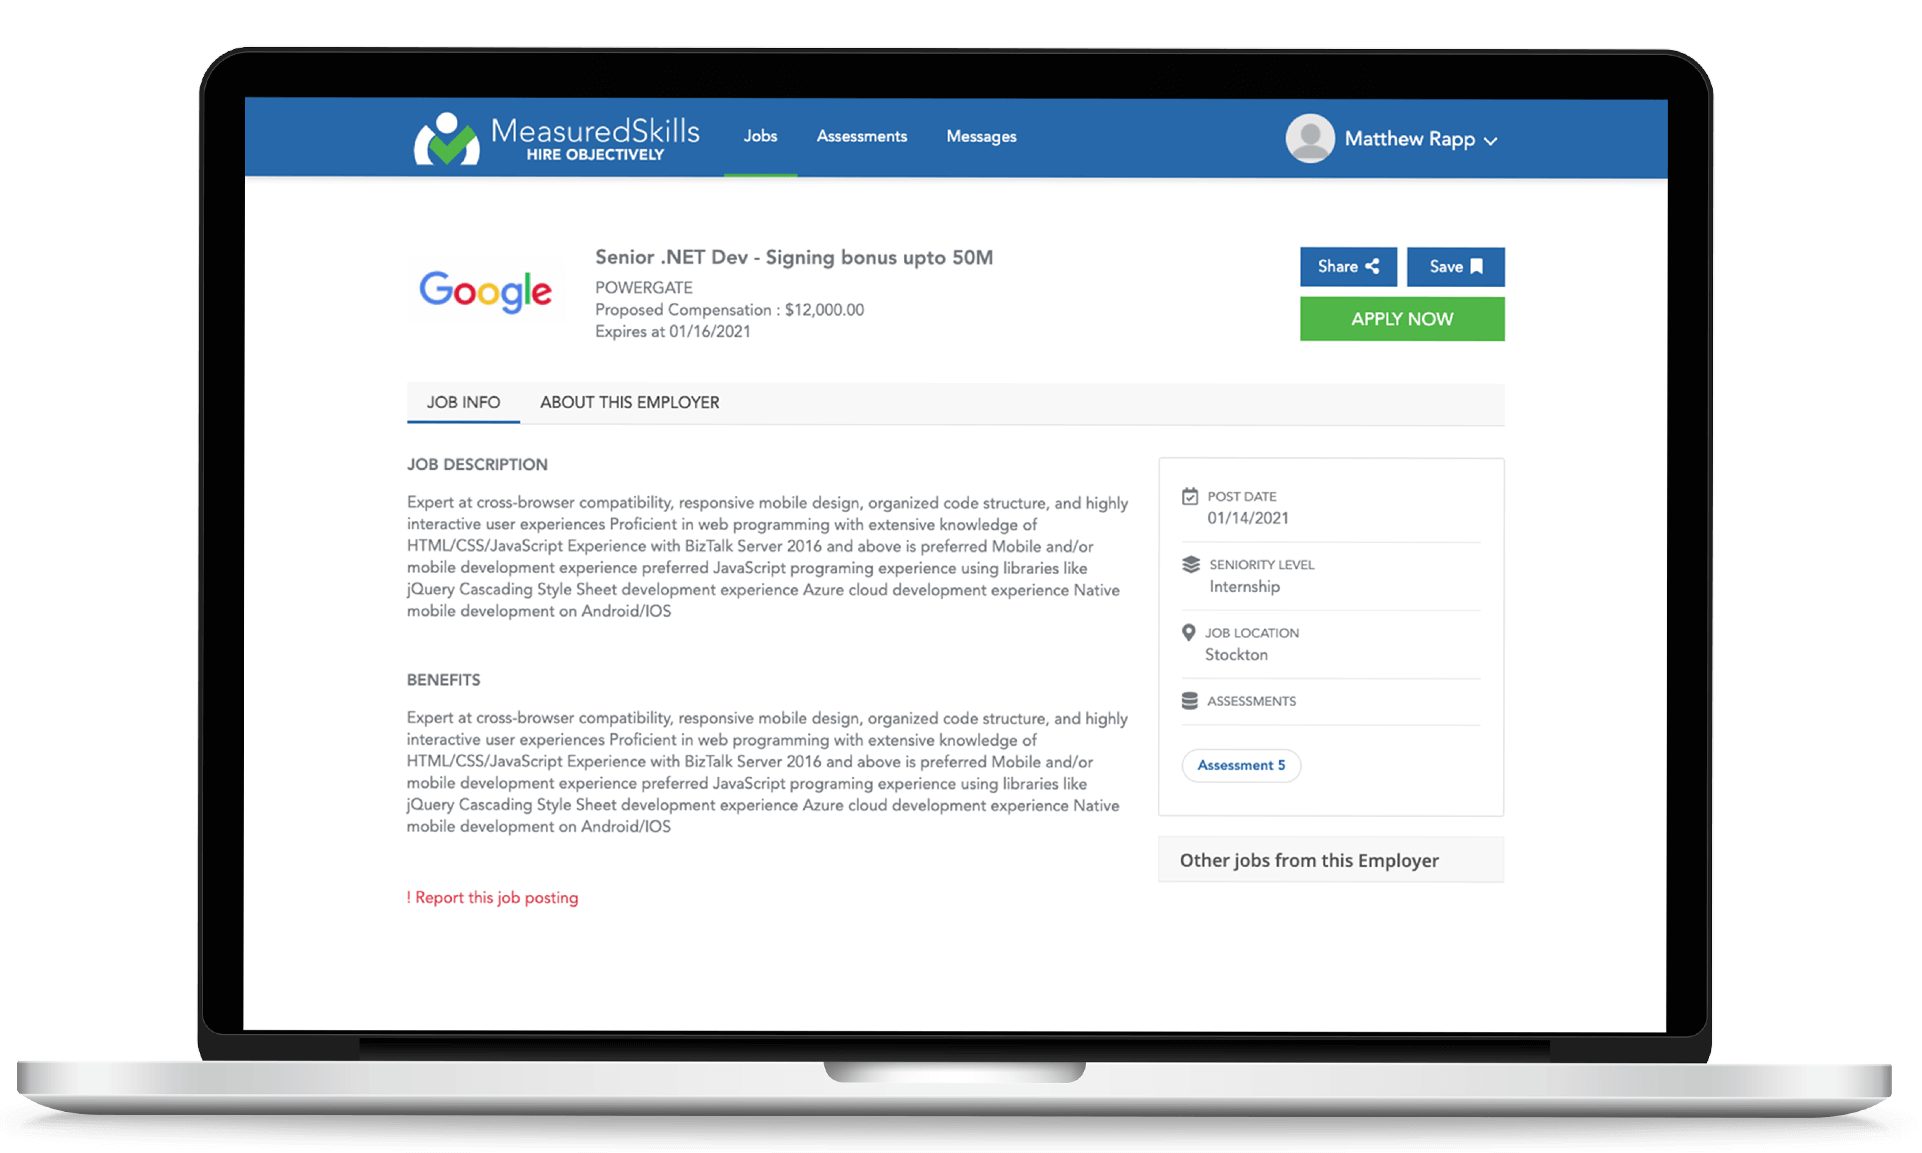 MeasuredSkills
HIRE OBJECTIVELY
Jobs
Assessments
Messages
Matthew Rapp
Google
Senior .NET Dev - Signing bonus upto 50M
POWERGATE
Proposed Compensation : $12,000.00
Expires at 01/16/2021
Share
Save
APPLY NOW
JOB INFO
ABOUT THIS EMPLOYER
JOB DESCRIPTION
Expert at cross-browser compatibility, responsive mobile design, organized code structure, and highly
interactive user experiences Proficient in web programming with extensive knowledge of
HTML/CSS/JavaScript Experience with BizTalk Server 2016 and above is preferred Mobile and/or
mobile development experience preferred JavaScript programing experience using libraries like
jQuery Cascading Style Sheet development experience Azure cloud development experience Native
mobile development on Android/IOS
BENEFITS
Expert at cross-browser compatibility, responsive mobile design, organized code structure, and highly
interactive user experiences Proficient in web programming with extensive knowledge of
HTML/CSS/JavaScript Experience with BizTalk Server 2016 and above is preferred Mobile and/or
mobile development experience preferred JavaScript programing experience using libraries like
jQuery Cascading Style Sheet development experience Azure cloud development experience Native
mobile development on Android/IOS
! Report this job posting
POST DATE
01/14/2021
SENIORITY LEVEL
Internship
JOB LOCATION
Stockton
ASSESSMENTS
Assessment 5
Other jobs from this Employer